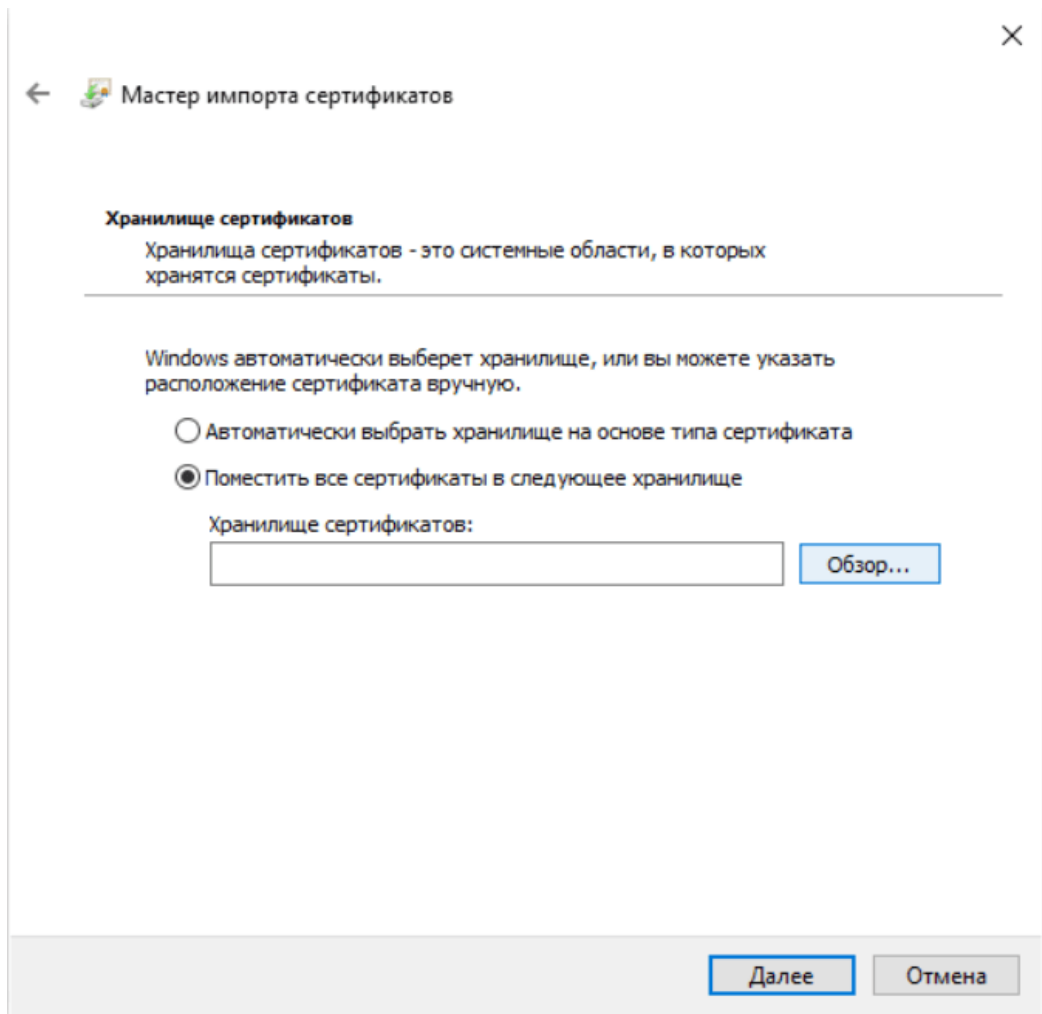 Мастер импорта сертификатов
Хранилище сертификатов
Хранилища сертификатов - это системные области, в которых
хранятся сертификаты.
Windows автоматически выберет хранилище, или вы можете указать
расположение сертификата вручную.
Автоматически выбрать хранилище на основе типа сертификата
Поместить все сертификаты в следующее хранилище
Хранилище сертификатов:
Обзор...
Далее Отмена